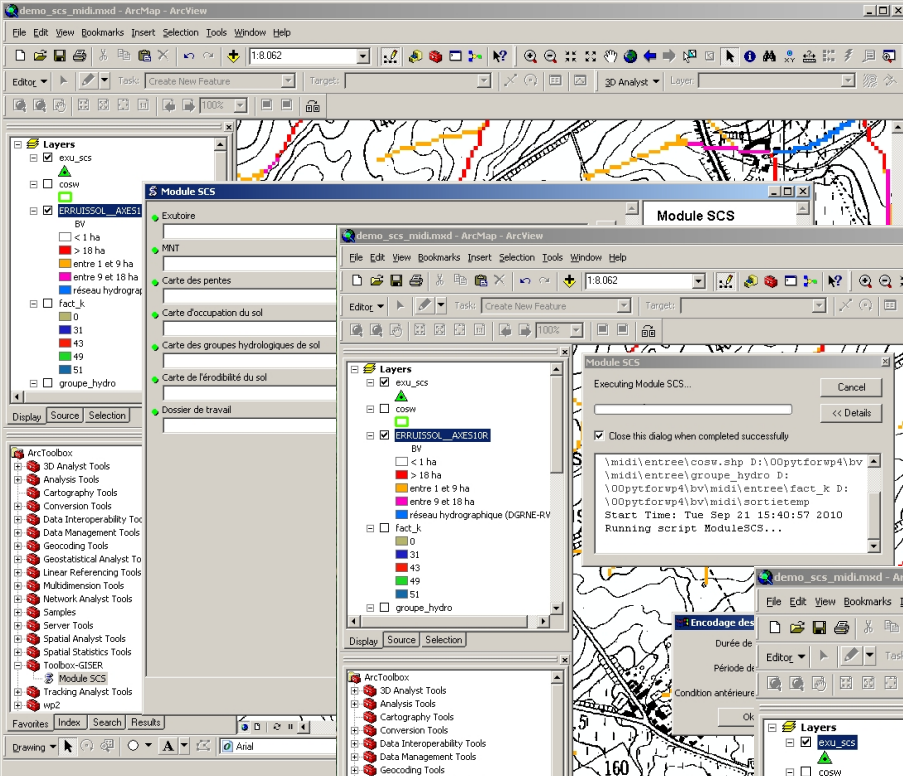 demo_scs_midi.mxd - ArcMap - ArcView
File Edit View Bookmarks Insert Selection Tools Window Help
1:8.062
Editor Task: Create New Feature Target: 3D Analyst Layer:
100%
Layers
exu_scs
cosw
ERRUISSOL__AXES1
BV
< 1 ha
> 18 ha
entre 1 et 9 ha
entre 9 et 18 ha
réseau hydrograp
fact_k
0
31
43
49
51
groupe_hydro
Display Source Selection
ArcToolbox
3D Analyst Tools
Analysis Tools
Cartography Tools
Conversion Tools
Data Interoperability Too
Data Management Tools
Geocoding Tools
Geostatistical Analyst To
Linear Referencing Tools
Multidimension Tools
Network Analyst Tools
Samples
Server Tools
Spatial Analyst Tools
Spatial Statistics Tools
Toolbox-GISER
Module SCS
Tracking Analyst Tools
wp2
Favorites Index Search Results
Drawing A Arial
Module SCS
Exutoire
MNT
Carte des pentes
Carte d'occupation du sol
Carte des groupes hydrologiques de sol
Carte de l'érodibilité du sol
Dossier de travail
Module SCS
demo_scs_midi.mxd - ArcMap - ArcView
File Edit View Bookmarks Insert Selection Tools Window Help
1:8.062
Editor Task: Create New Feature Target:
100%
Layers
exu_scs
cosw
ERRUISSOL__AXES10R
BV
< 1 ha
> 18 ha
entre 1 et 9 ha
entre 9 et 18 ha
réseau hydrographique (DGRNE-RV
fact_k
0
31
43
49
51
groupe_hydro
Display Source Selection
ArcToolbox
3D Analyst Tools
Analysis Tools
Cartography Tools
Conversion Tools
Data Interoperability Tools
Data Management Tools
Geocoding Tools
Module SCS
Executing Module SCS...
Cancel
<< Details
Close this dialog when completed successfully
\midi\entree\cosw.shp D:\OOpytforwp4\bv
\midi\entree\groupe_hydro D:
\OOpytforwp4\bv\midi\entree\fact_k D:
\OOpytforwp4\bv\midi\sortietemp
Start Time: Tue Sep 21 15:40:57 2010
Running script ModuleSCS...
Encodage des
Durée de
Période de
Condition antérieure
Ok
160
demo_scs_midi.mxd - Ar
File Edit View Bookmarks I
Editor Task
Layers
exu_scs
cosw